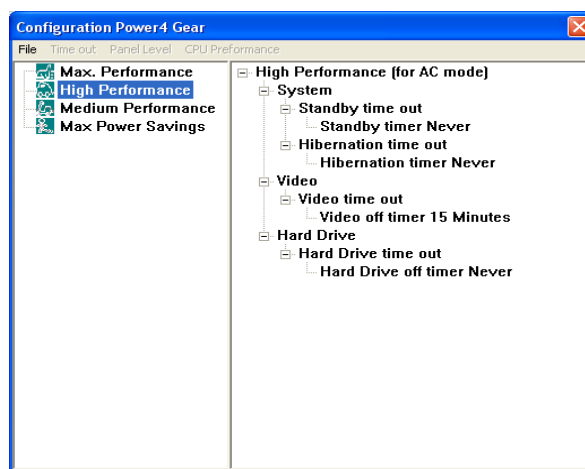 Configuration Power4 Gear
File Time out Panel Level CPU Preformance
Max. Performance
High Performance
Medium Performance
Max Power Savings
High Performance (for AC mode)
System
Standby time out
Standby timer Never
Hibernation time out
Hibernation timer Never
Video
Video time out
Video off timer 15 Minutes
Hard Drive
Hard Drive time out
Hard Drive off timer Never